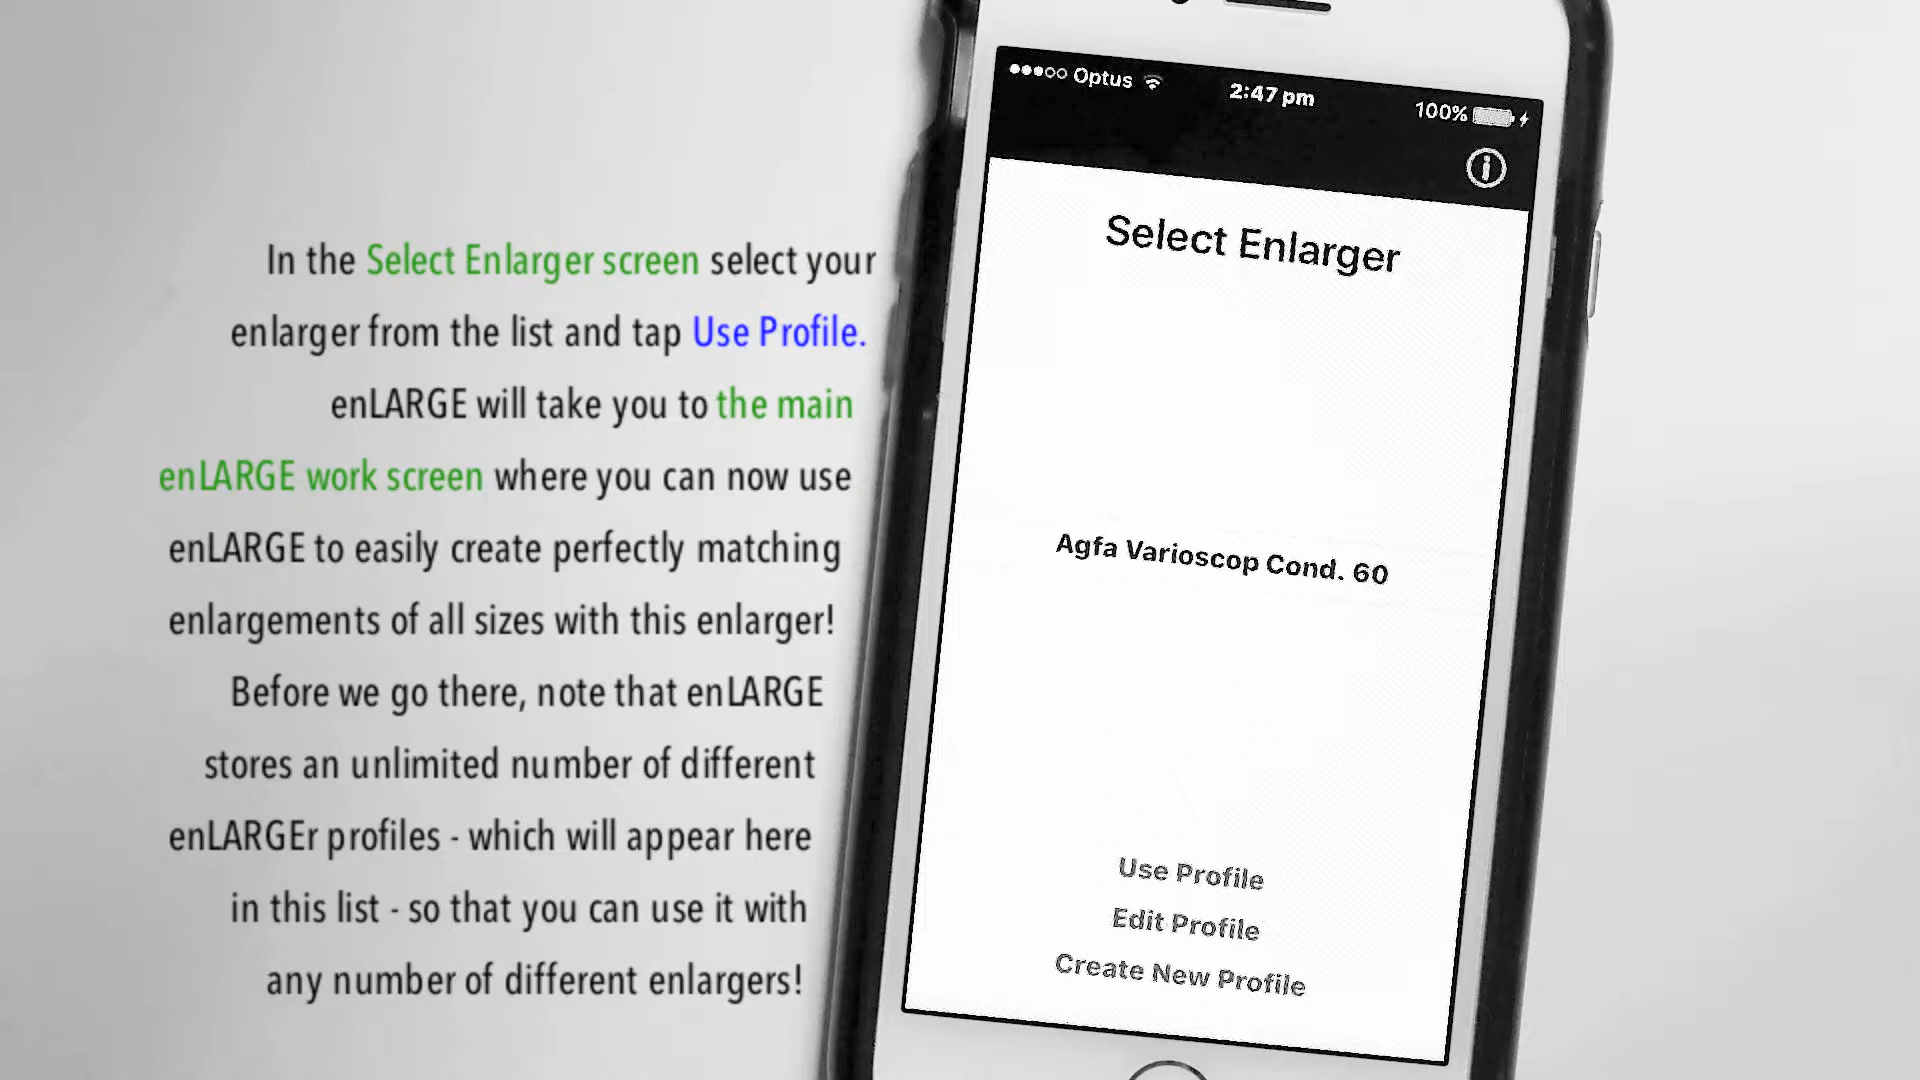 In the Select Enlarger screen select your
enlarger from the list and tap Use Profile.
enLARGE will take you to the main
enLARGE work screen where you can now use
enLARGE to easily create perfectly matching
enlargements of all sizes with this enlarger!
Before we go there, note that enLARGE
stores an unlimited number of different
enLARGEr profiles - which will appear here
in this list - so that you can use it with
any number of different enlargers!
Optus 2:47 pm 100%
Select Enlarger
Agfa Varioscop Cond. 60
Use Profile
Edit Profile
Create New Profile